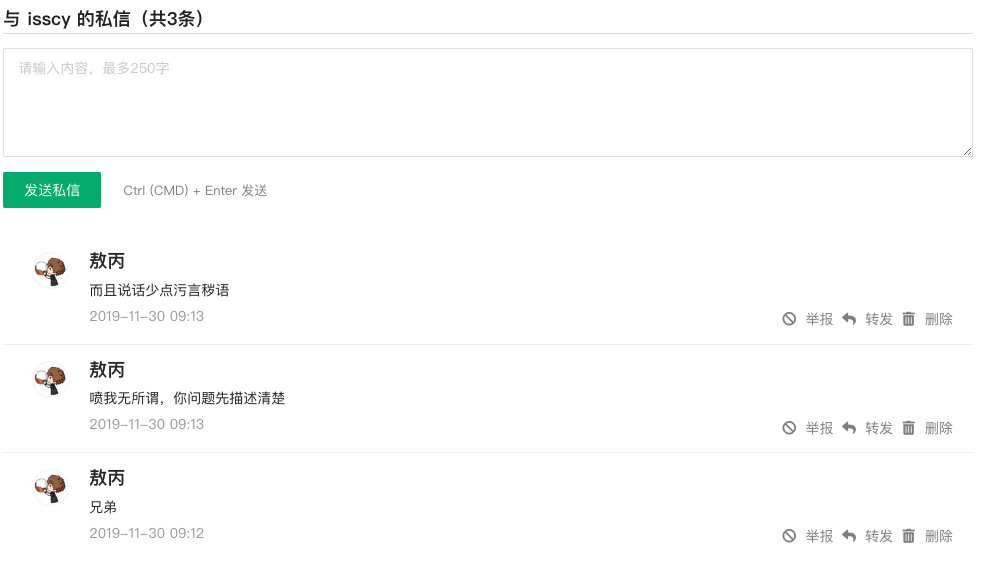 与 isscy 的私信（共3条）
请输入内容，最多250字
发送私信 Ctrl (CMD) + Enter 发送
敖丙
而且说话少点污言秽语
2019-11-30 09:13
举报 转发 删除
敖丙
喷我无所谓，你问题先描述清楚
2019-11-30 09:13
举报 转发 删除
敖丙
兄弟
2019-11-30 09:12
举报 转发 删除